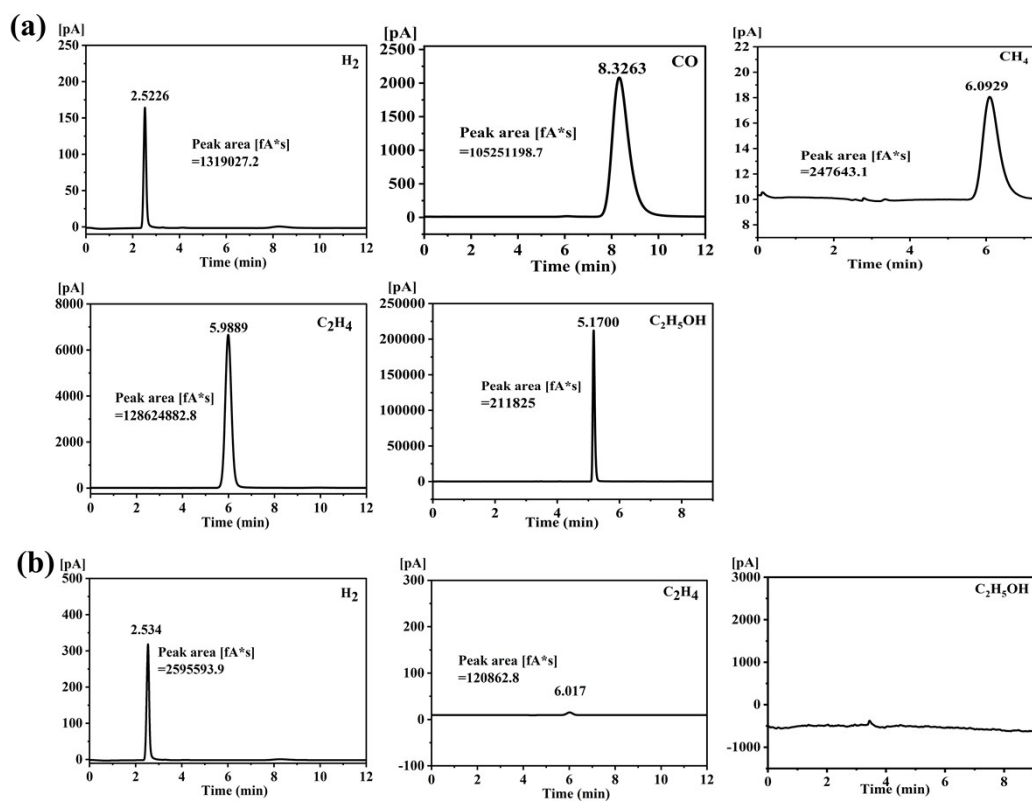 (a)
[pA]
250
200
150
100
50
0
H2
2.5226
Peak area [fA*s]
=1319027.2
0 2 4 6 8 10 12
Time (min)
[pA]
2500
2000
1500
1000
500
0
CO
8.3263
Peak area [fA*s]
=105251198.7
0 2 4 6 8 10 12
Time (min)
[pA]
22
20
18
16
14
12
10
8
CH4
6.0929
Peak area [fA*s]
=247643.1
0 2 4 6
Time (min)
[pA]
8000
6000
4000
2000
0
C2H4
5.9889
Peak area [fA*s]
=128624882.8
0 2 4 6 8 10 12
Time (min)
[pA]
250000
200000
150000
100000
50000
0
C2H5OH
5.1700
Peak area [fA*s]
=211825
0 2 4 6 8
Time (min)
(b)
[pA]
500
400
300
200
100
0
H2
2.534
Peak area [fA*s]
=2595593.9
0 2 4 6 8 10 12
Time (min)
[pA]
300
200
100
0
-100
C2H4
Peak area [fA*s]
=120862.8
6.017
0 2 4 6 8 10 12
Time (min)
[pA]
3000
2000
1000
0
-1000
C2H5OH
0 2 4 6 8
Time (min)